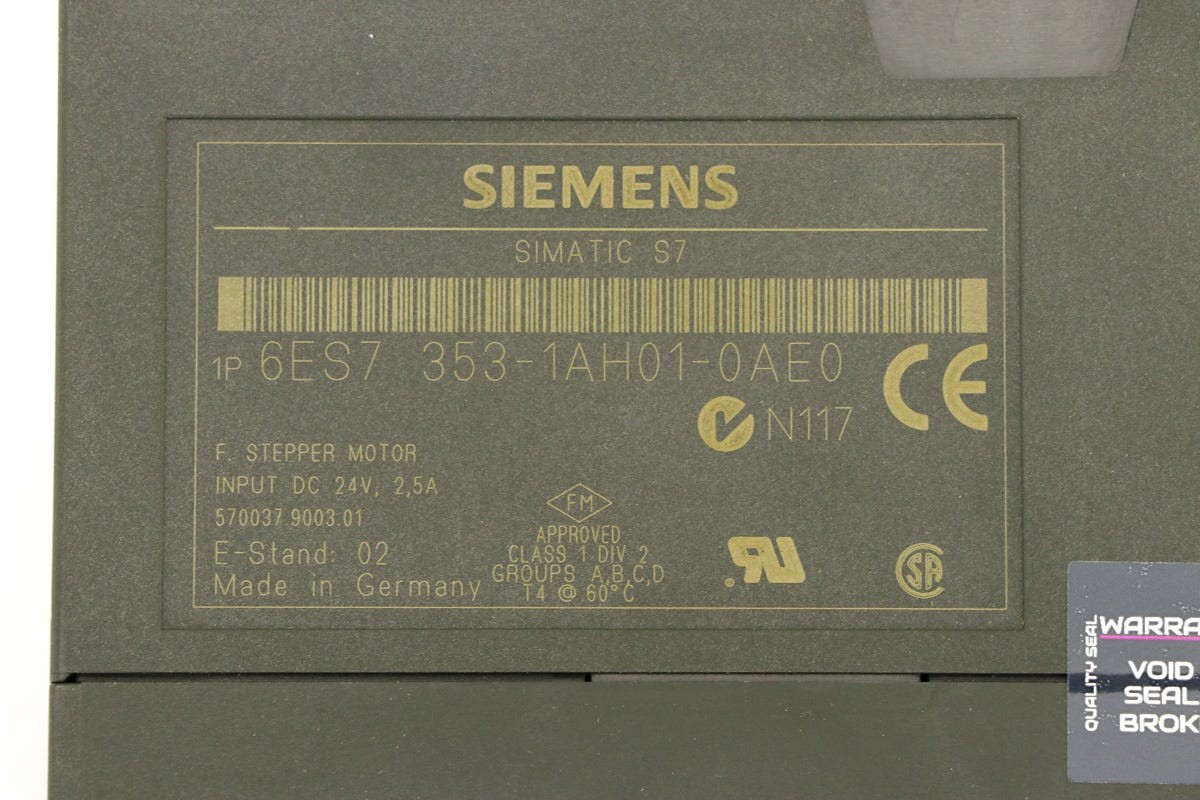 SIEMENS
SIMATIC S7
1P 6ES7 353-1AH01-0AE0
CE
N117
F. STEPPER MOTOR
INPUT DC 24V, 2,5A
570037.9003.01
E-Stand: 02
Made in Germany
FM
APPROVED
CLASS 1 DIV 2
GROUPS A,B,C,D
T4 @ 60°C
RU
SA
QUALITY SEAL
WARRA
VOID
SEAL
BROK